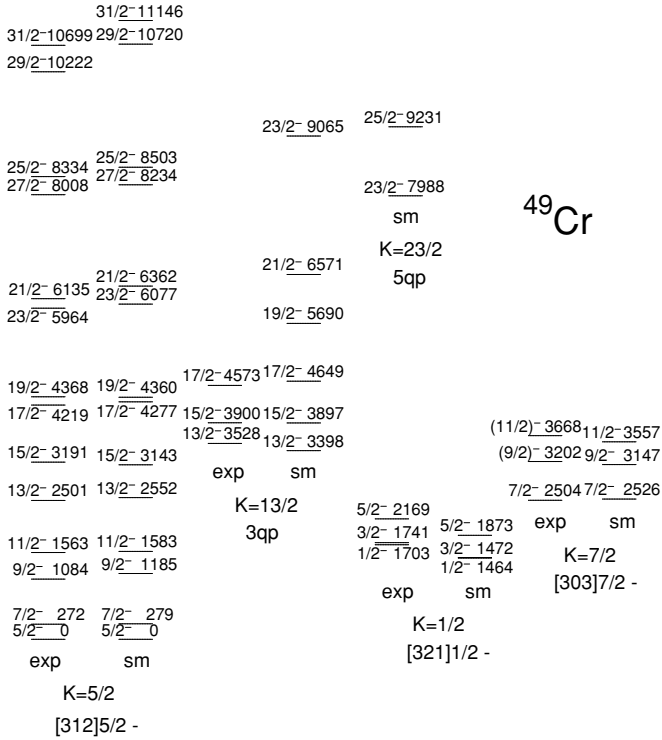 31/2⁻11146
31/2⁻10699 29/2⁻10720
29/2⁻10222
25/2⁻ 9231
23/2⁻ 9065
25/2⁻ 8503
25/2⁻ 8334 27/2⁻ 8234
27/2⁻ 8008
23/2⁻ 7988
sm
K=23/2
5qp
⁴⁹Cr
21/2⁻ 6571
21/2⁻ 6362
21/2⁻ 6135 23/2⁻ 6077
23/2⁻ 5964
19/2⁻ 5690
17/2⁻4573 17/2⁻4649
19/2⁻ 4368 19/2⁻ 4360
17/2⁻ 4219 17/2⁻ 4277
15/2⁻3900 15/2⁻3897
13/2⁻3528 13/2⁻3398
exp sm
K=13/2
3qp
15/2⁻ 3191 15/2⁻ 3143
13/2⁻ 2501 13/2⁻ 2552
(11/2)⁻ 3668 11/2⁻3557
(9/2)⁻ 3202 9/2⁻ 3147
7/2⁻ 2504 7/2⁻ 2526
exp sm
K=7/2
[303]7/2 -
5/2⁻ 2169 5/2⁻ 1873
3/2⁻ 1741 3/2⁻ 1472
1/2⁻ 1703 1/2⁻ 1464
exp sm
K=1/2
[321]1/2 -
11/2⁻ 1563 11/2⁻ 1583
9/2⁻ 1084 9/2⁻ 1185
7/2⁻ 272 7/2⁻ 279
5/2⁻ 0 5/2⁻ 0
exp sm
K=5/2
[312]5/2 -